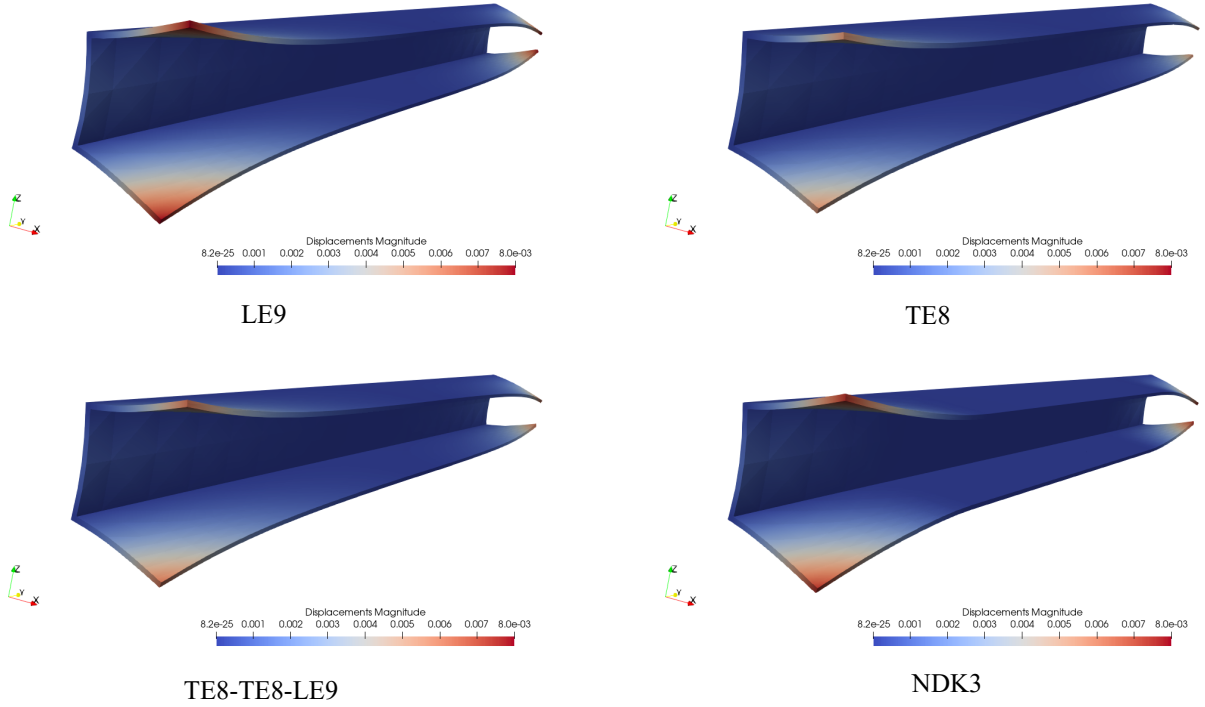 Z
Y
X
Displacements Magnitude
8.2e-25 0.001 0.002 0.003 0.004 0.005 0.006 0.007 8.0e-03
LE9
Z
Y
X
Displacements Magnitude
8.2e-25 0.001 0.002 0.003 0.004 0.005 0.006 0.007 8.0e-03
TE8
Z
Y
X
Displacements Magnitude
8.2e-25 0.001 0.002 0.003 0.004 0.005 0.006 0.007 8.0e-03
TE8-TE8-LE9
Z
Y
X
Displacements Magnitude
8.2e-25 0.001 0.002 0.003 0.004 0.005 0.006 0.007 8.0e-03
NDK3